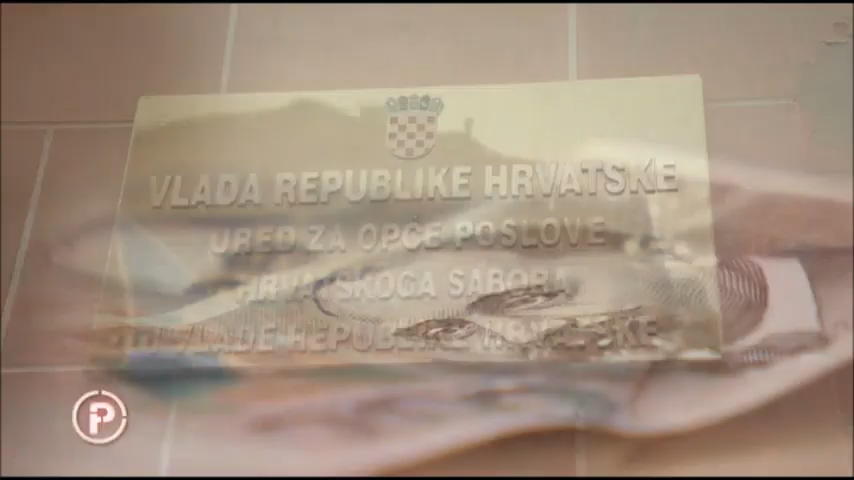 VLADA REPUBLIKE HRVATSKE
URED ZA OPĆE POSLOVE
HRVATSKOGA SABORA
I VLADE REPUBLIKE HRVATSKE
P